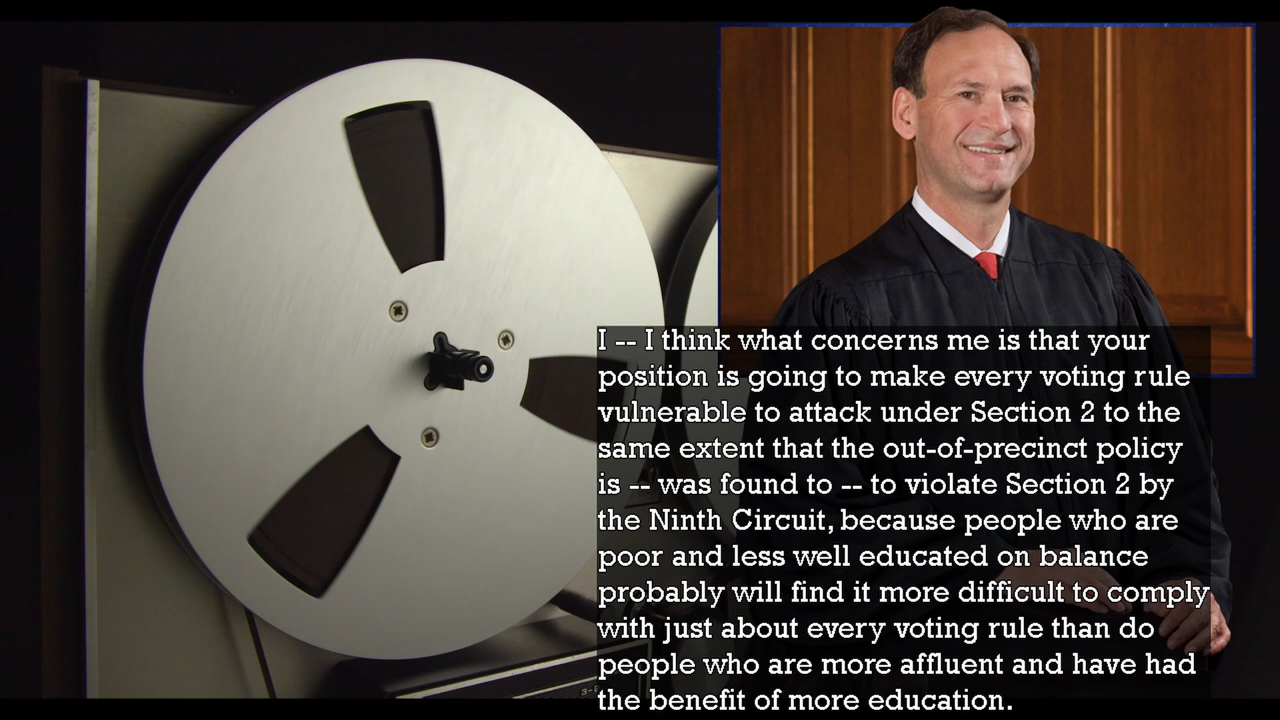 I -- I think what concerns me is that your
position is going to make every voting rule
vulnerable to attack under Section 2 to the
same extent that the out-of-precinct policy
is -- was found to -- to violate Section 2 by
the Ninth Circuit, because people who are
poor and less well educated on balance
probably will find it more difficult to comply
with just about every voting rule than do
people who are more affluent and have had
the benefit of more education.